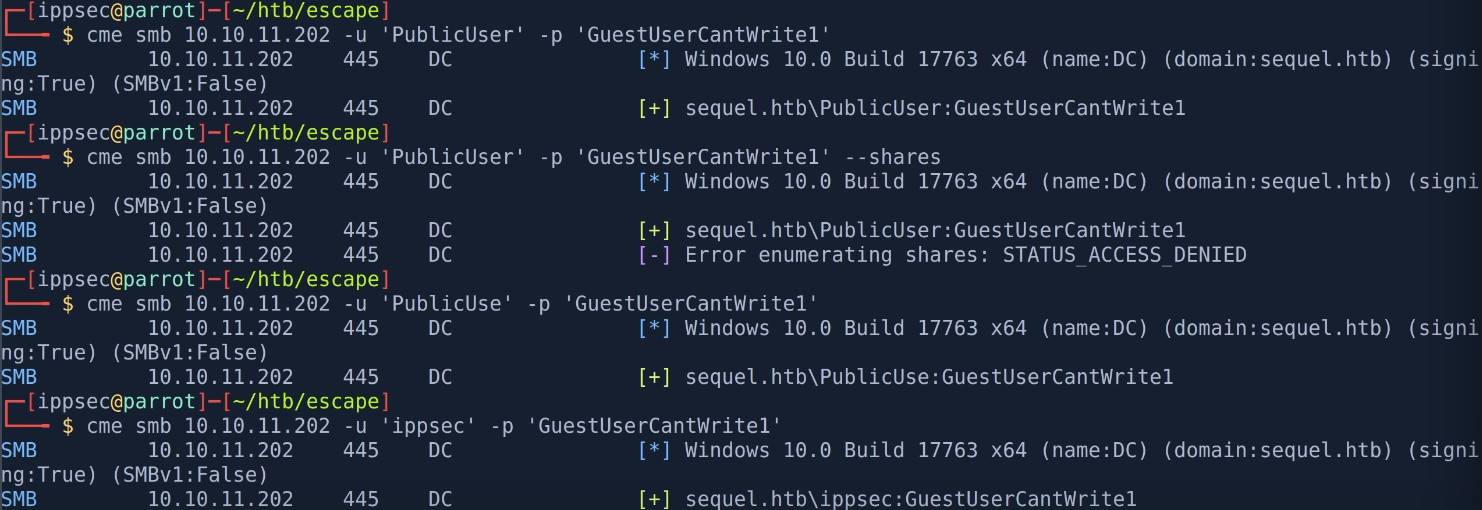 [ippsec@parrot]─[~/htb/escape]
$ cme smb 10.10.11.202 -u 'PublicUser' -p 'GuestUserCantWrite1'
SMB 10.10.11.202 445 DC [*] Windows 10.0 Build 17763 x64 (name:DC) (domain:sequel.htb) (signi
ng:True) (SMBv1:False)
SMB 10.10.11.202 445 DC [+] sequel.htb\PublicUser:GuestUserCantWrite1
[ippsec@parrot]─[~/htb/escape]
$ cme smb 10.10.11.202 -u 'PublicUser' -p 'GuestUserCantWrite1' --shares
SMB 10.10.11.202 445 DC [*] Windows 10.0 Build 17763 x64 (name:DC) (domain:sequel.htb) (signi
ng:True) (SMBv1:False)
SMB 10.10.11.202 445 DC [+] sequel.htb\PublicUser:GuestUserCantWrite1
SMB 10.10.11.202 445 DC [-] Error enumerating shares: STATUS_ACCESS_DENIED
[ippsec@parrot]─[~/htb/escape]
$ cme smb 10.10.11.202 -u 'PublicUse' -p 'GuestUserCantWrite1'
SMB 10.10.11.202 445 DC [*] Windows 10.0 Build 17763 x64 (name:DC) (domain:sequel.htb) (signi
ng:True) (SMBv1:False)
SMB 10.10.11.202 445 DC [+] sequel.htb\PublicUse:GuestUserCantWrite1
[ippsec@parrot]─[~/htb/escape]
$ cme smb 10.10.11.202 -u 'ippsec' -p 'GuestUserCantWrite1'
SMB 10.10.11.202 445 DC [*] Windows 10.0 Build 17763 x64 (name:DC) (domain:sequel.htb) (signi
ng:True) (SMBv1:False)
SMB 10.10.11.202 445 DC [+] sequel.htb\ippsec:GuestUserCantWrite1